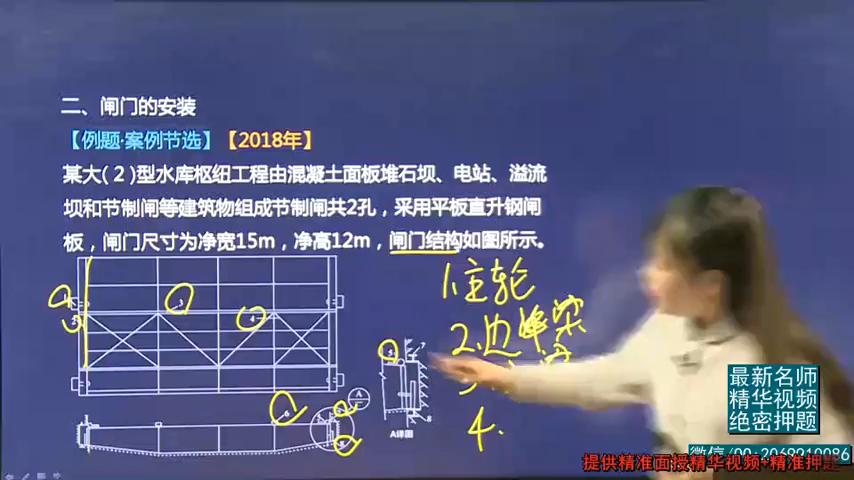 二、闸门的安装
【例题·案例节选】【2018年】
某大(2)型水库枢纽工程由混凝土面板堆石坝、电站、溢流
坝和节制闸等建筑物组成节制闸共2孔，采用平板直升钢闸
板，闸门尺寸为净宽15m，净高12m，闸门结构如图所示。
1.主轮
2.边梁
4.
A
A详图
最新名师
精华视频
绝密押题
提供精准面授精华视频+精准押题